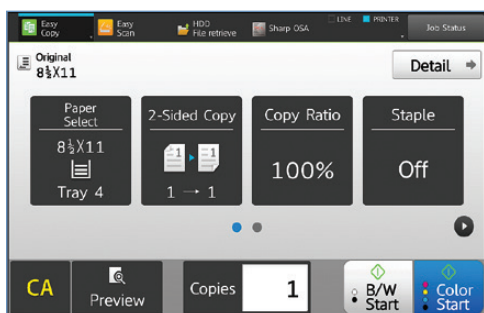 Easy
Copy
Easy
Scan
HDD
File retrieve
Sharp OSA
LINE
PRINTER
Job Status
Original
8½X11
Detail
Paper
Select
8½X11
Tray 4
2-Sided Copy
1
1
1 → 1
Copy Ratio
100%
Staple
Off
CA
Preview
Copies
1
B/W
Start
Color
Start